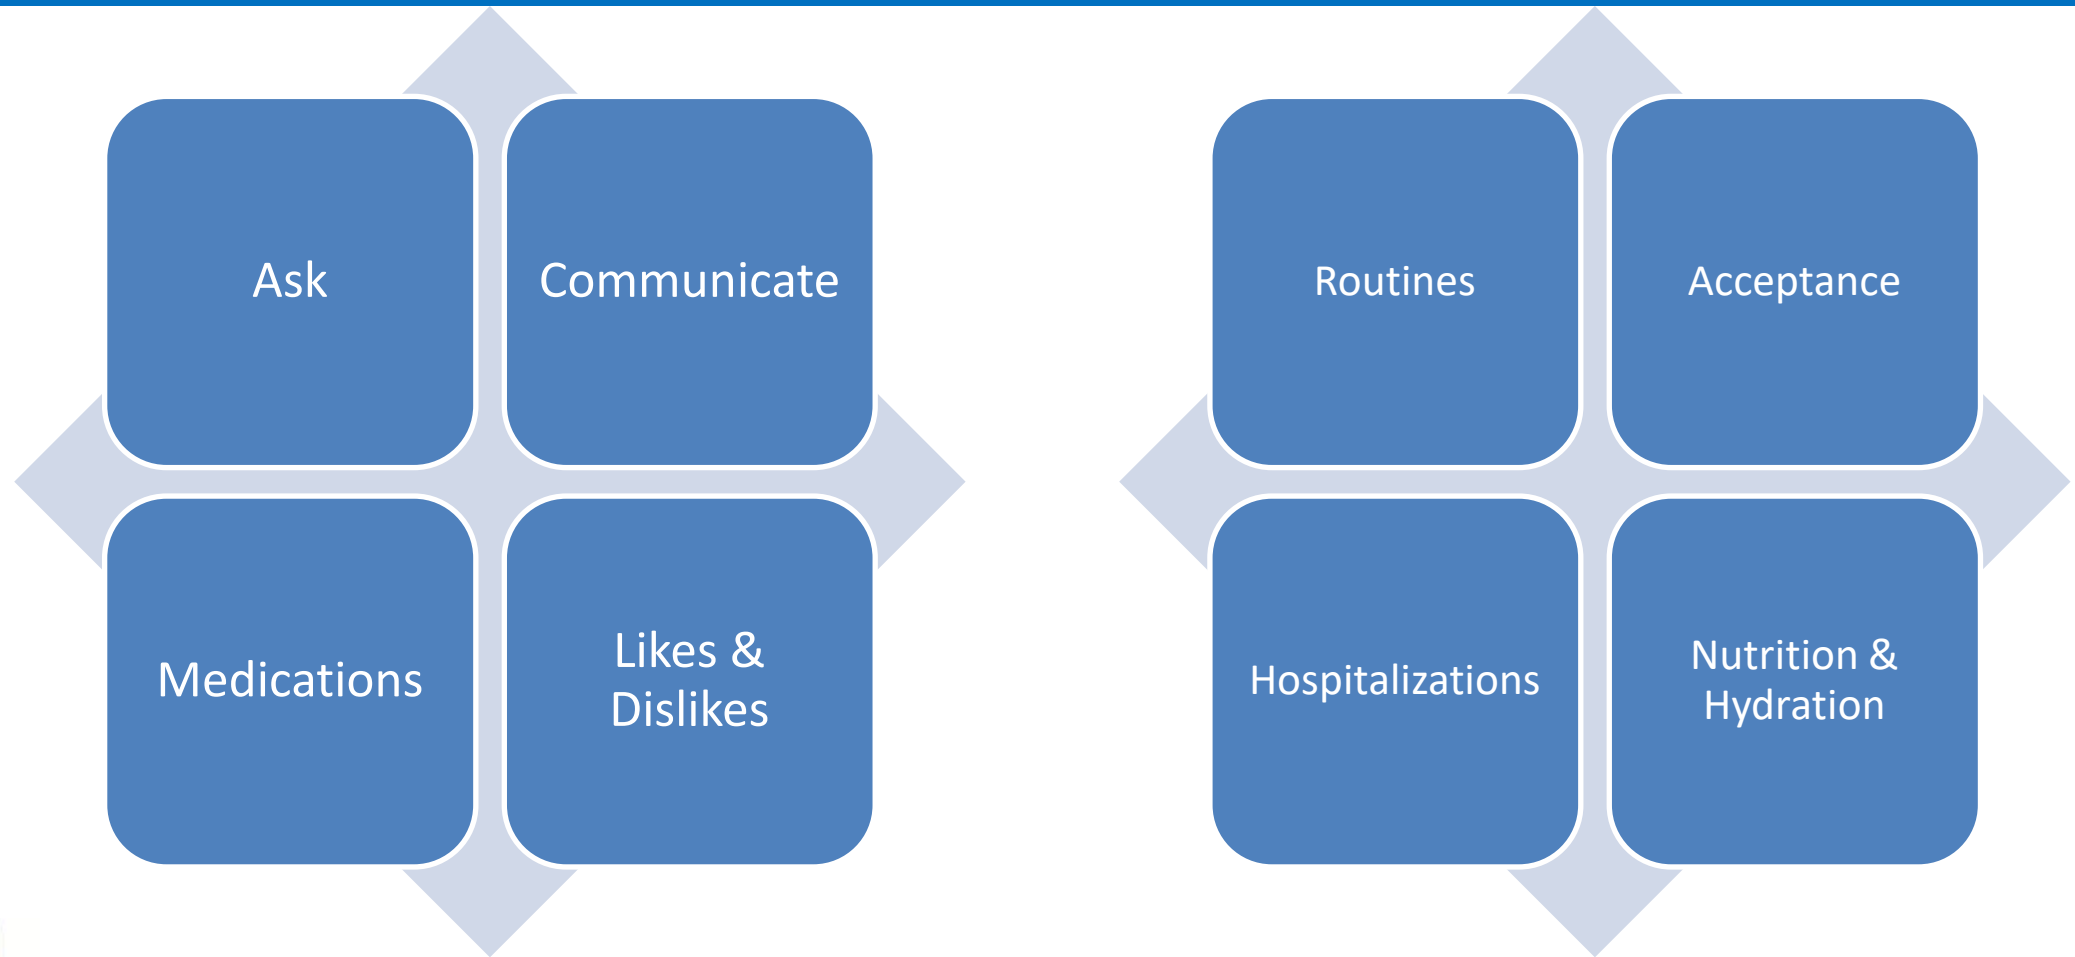 Ask
Communicate
Medications
Likes &
Dislikes
Routines
Acceptance
Hospitalizations
Nutrition &
Hydration